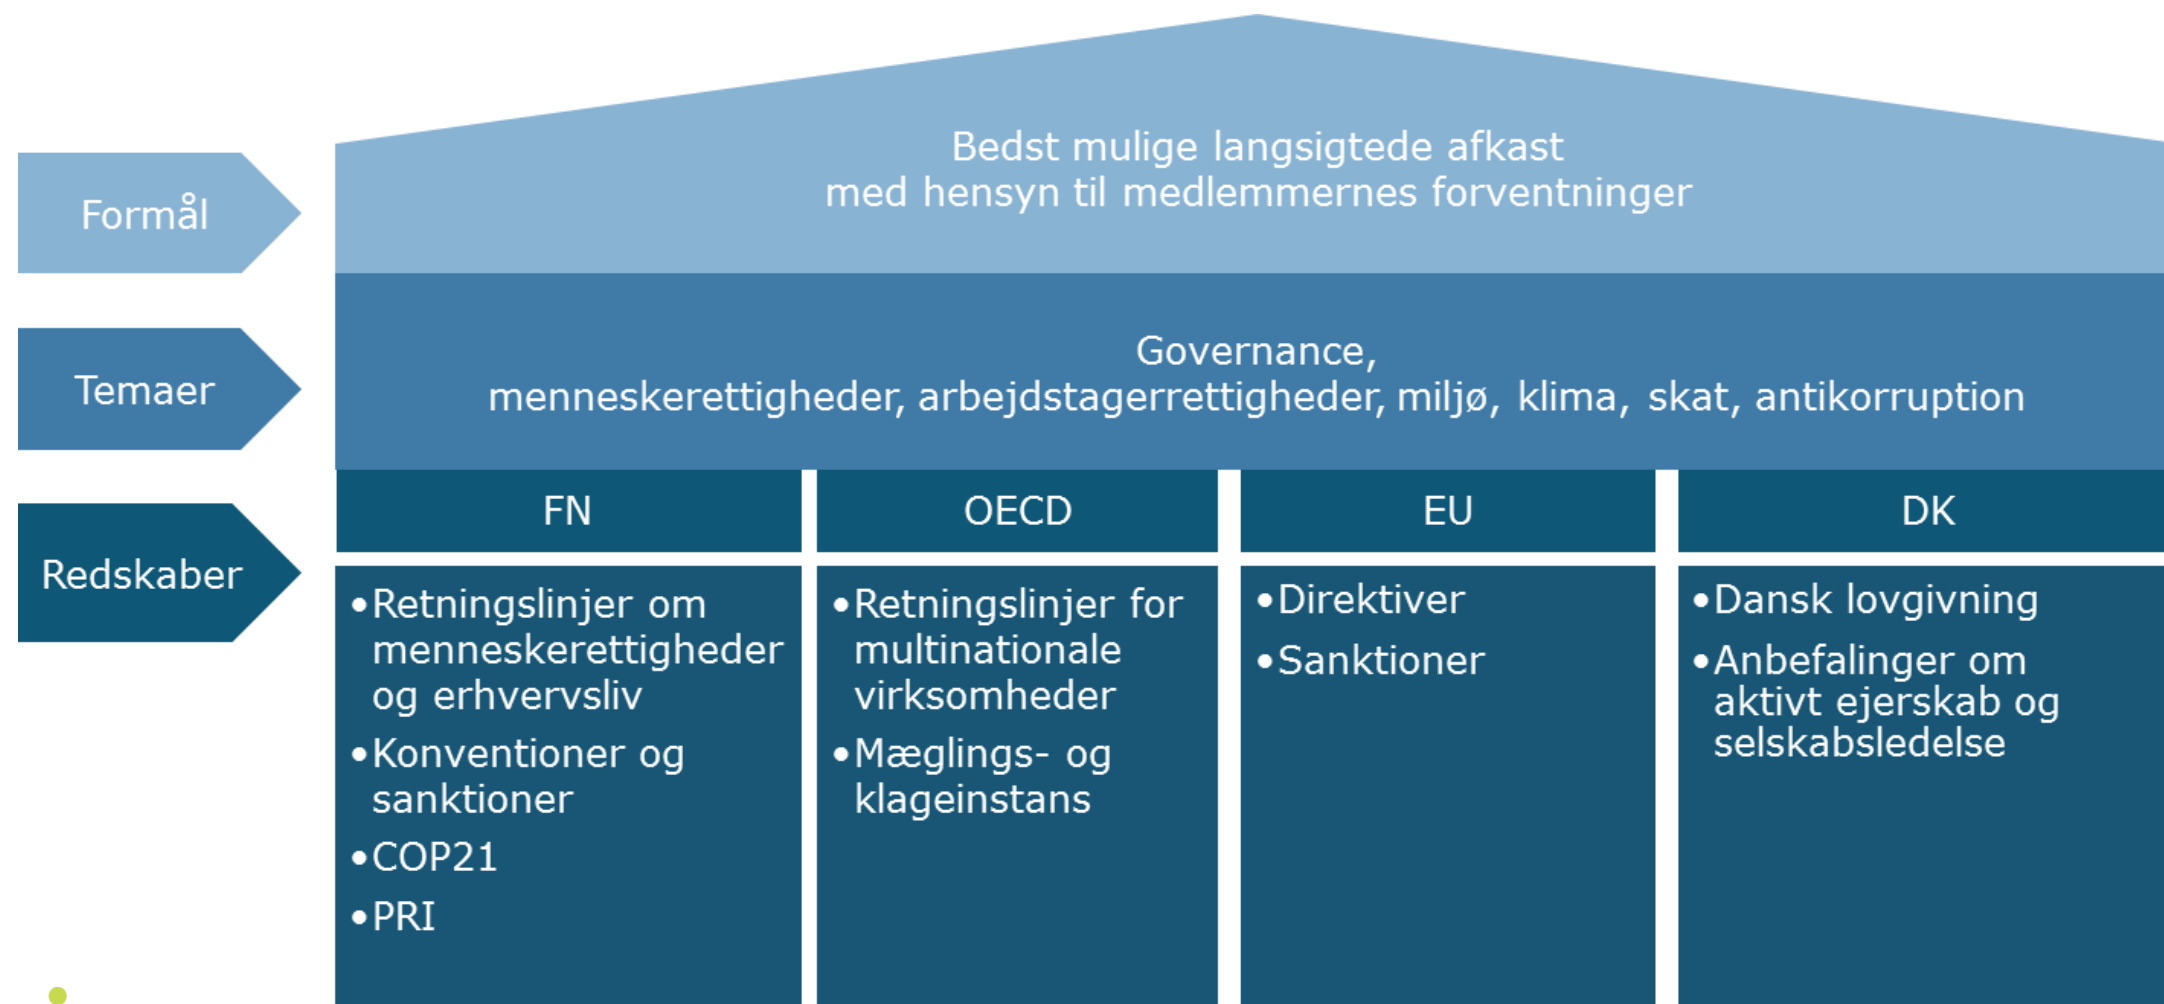 Formål
Bedst mulige langsigtede afkast
med hensyn til medlemmernes forventninger
Temaer
Governance,
menneskerettigheder, arbejdstagerrettigheder, miljø, klima, skat, antikorruption
Redskaber
FN
•Retningslinjer om
menneskerettigheder
og erhvervsliv
•Konventioner og
sanktioner
•COP21
•PRI
OECD
•Retningslinjer for
multinationale
virksomheder
•Mæglings- og
klageinstans
EU
•Direktiver
•Sanktioner
DK
•Dansk lovgivning
•Anbefalinger om
aktivt ejerskab og
selskabsledelse